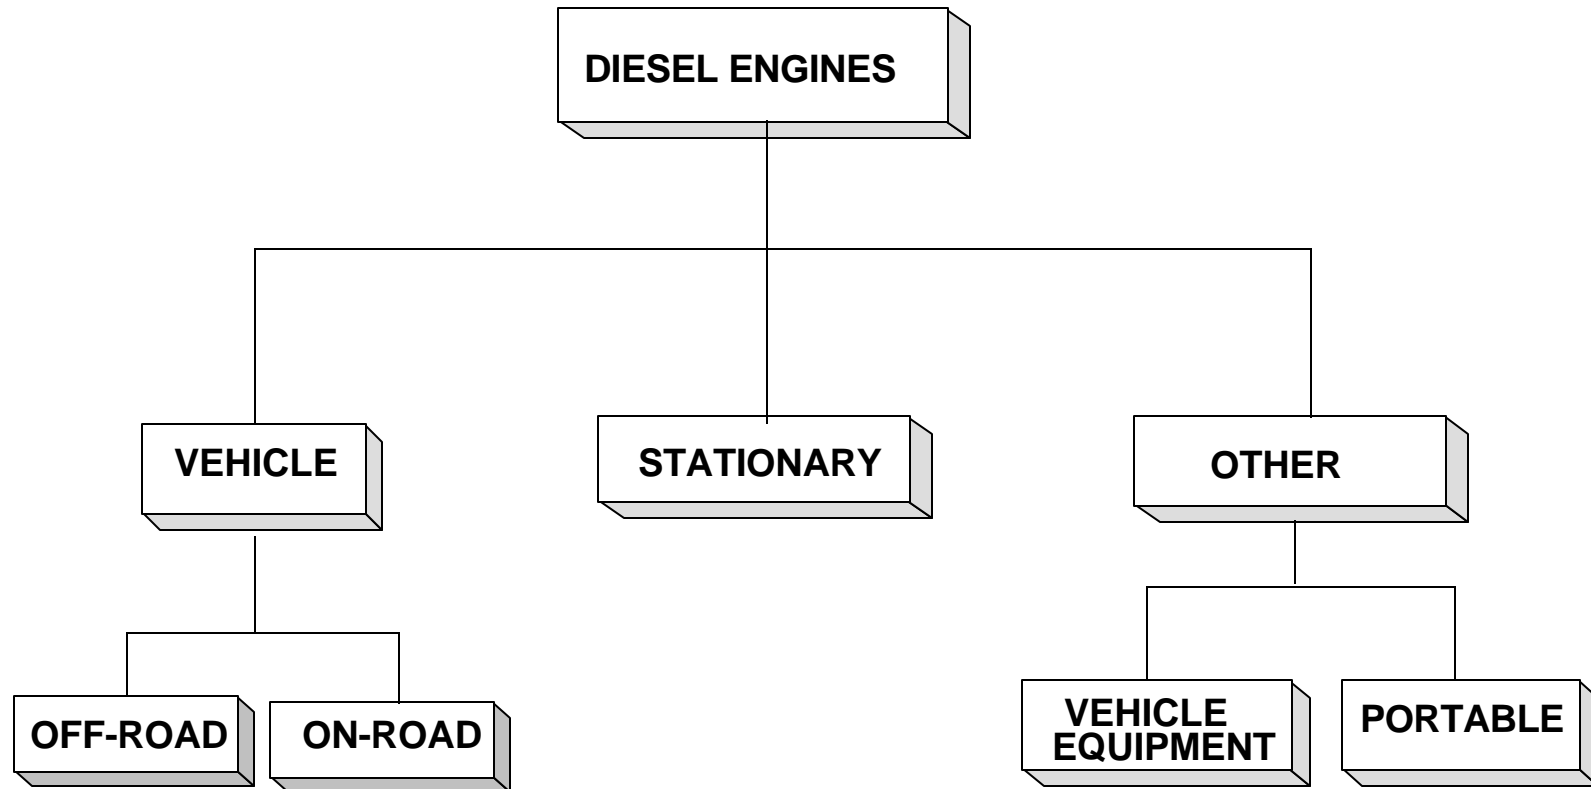 DIESEL ENGINES
VEHICLE
STATIONARY
OTHER
OFF-ROAD
ON-ROAD
VEHICLE
EQUIPMENT
PORTABLE